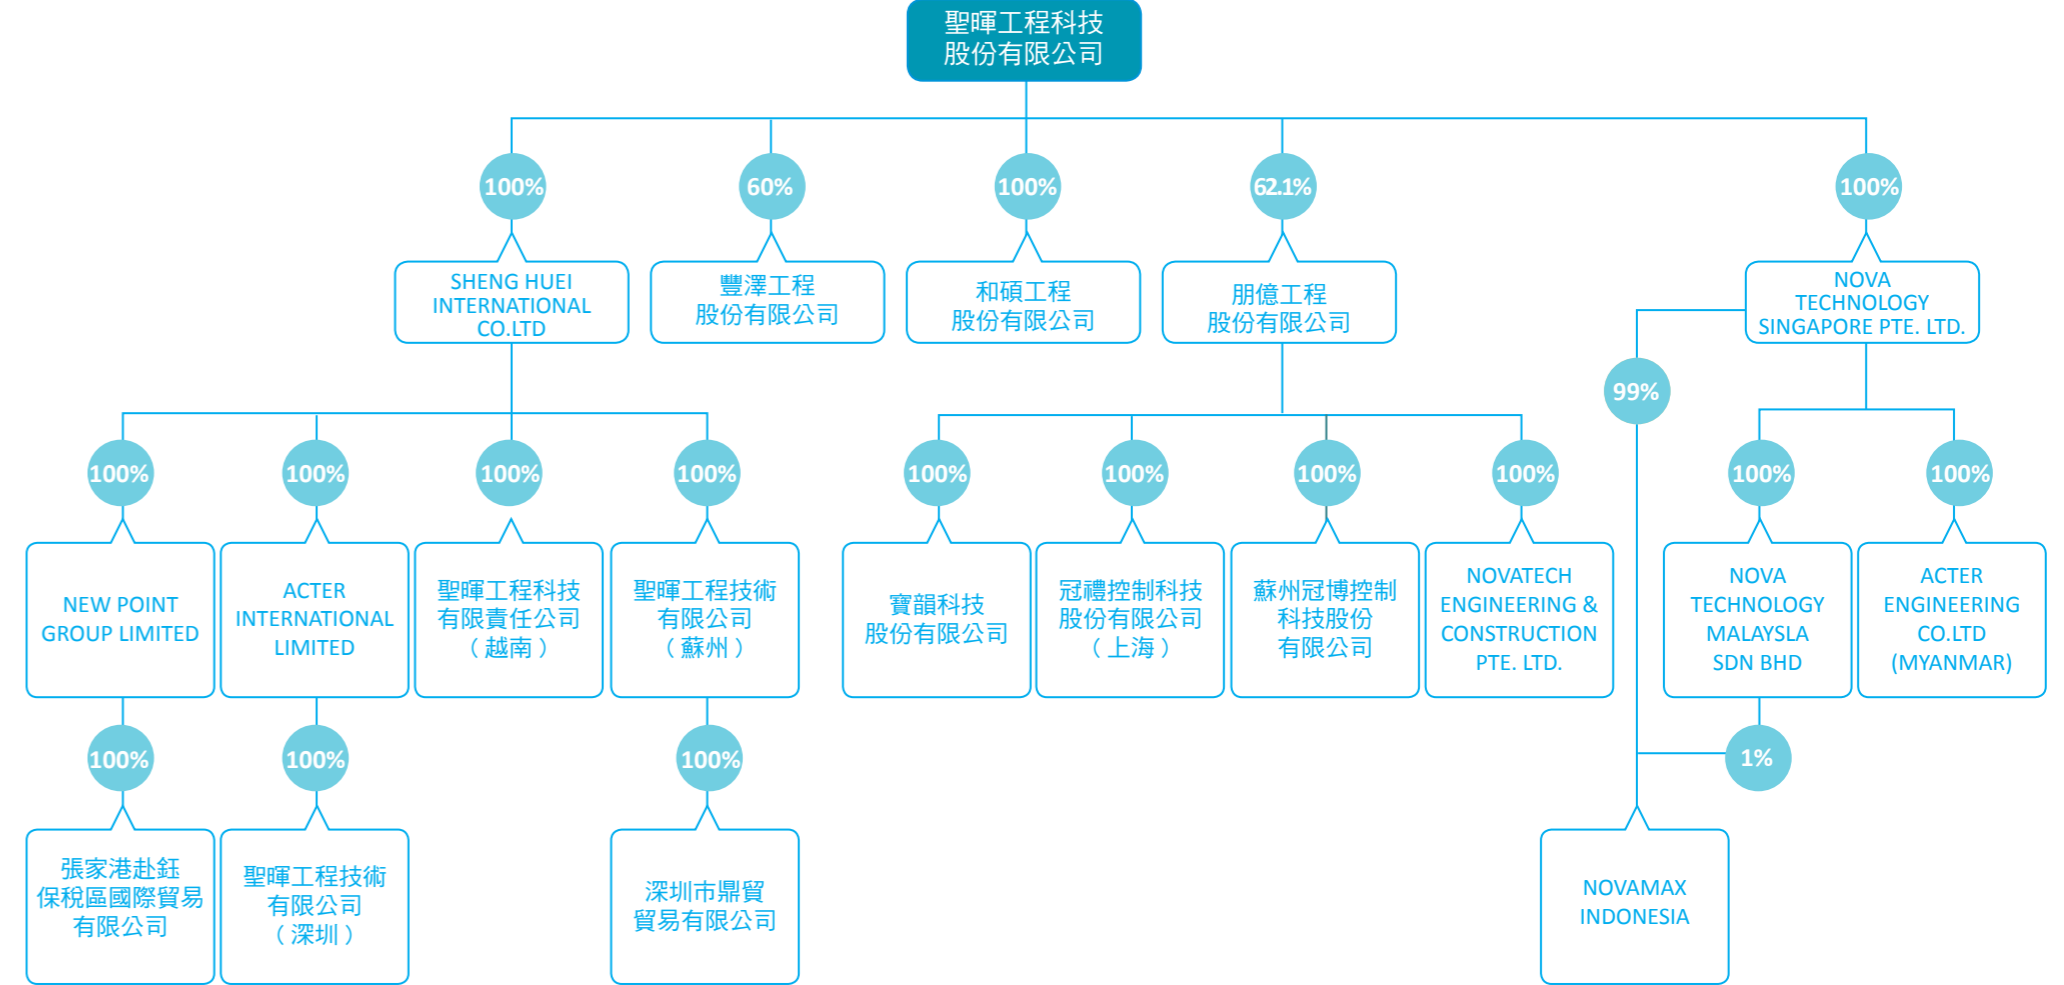 聖暉工程科技
股份有限公司
100%
60%
100%
62.1%
100%
SHENG HUEI
INTERNATIONAL
CO.LTD
豐澤工程
股份有限公司
和碩工程
股份有限公司
朋億工程
股份有限公司
NOVA
TECHNOLOGY
SINGAPORE PTE. LTD.
99%
100%
100%
100%
100%
100%
100%
100%
100%
100%
100%
NEW POINT
GROUP LIMITED
ACTER
INTERNATIONAL
LIMITED
聖暉工程科技
有限責任公司
（越南）
聖暉工程技術
有限公司
（蘇州）
寶韻科技
股份有限公司
冠禮控制科技
股份有限公司
（上海）
蘇州冠博控制
科技股份
有限公司
NOVATECH
ENGINEERING &
CONSTRUCTION
PTE. LTD.
NOVA
TECHNOLOGY
MALAYSLA
SDN BHD
ACTER
ENGINEERING
CO.LTD
(MYANMAR)
100%
100%
100%
1%
張家港赴鈺
保稅區國際貿易
有限公司
聖暉工程技術
有限公司
（深圳）
深圳市鼎貿
貿易有限公司
NOVAMAX
INDONESIA